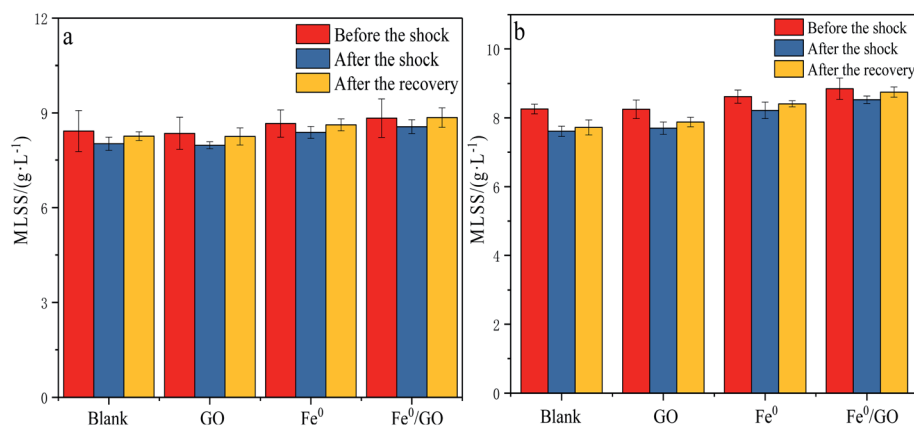 a
Before the shock
After the shock
After the recovery
12
9
6
3
0
MLSS/(g·L⁻¹)
Blank GO Fe⁰ Fe⁰/GO
b
Before the shock
After the shock
After the recovery
10
8
6
4
2
0
MLSS/(g·L⁻¹)
Blank GO Fe⁰ Fe⁰/GO